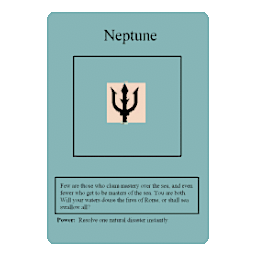 Neptune
Few are those who claim mastery over the sea, and even
fewer who get to be masters of the sea. You are both.
Will your waters douse the fires of Rome, or shall sea
swallow all?
Power: Resolve one natural disaster instantly